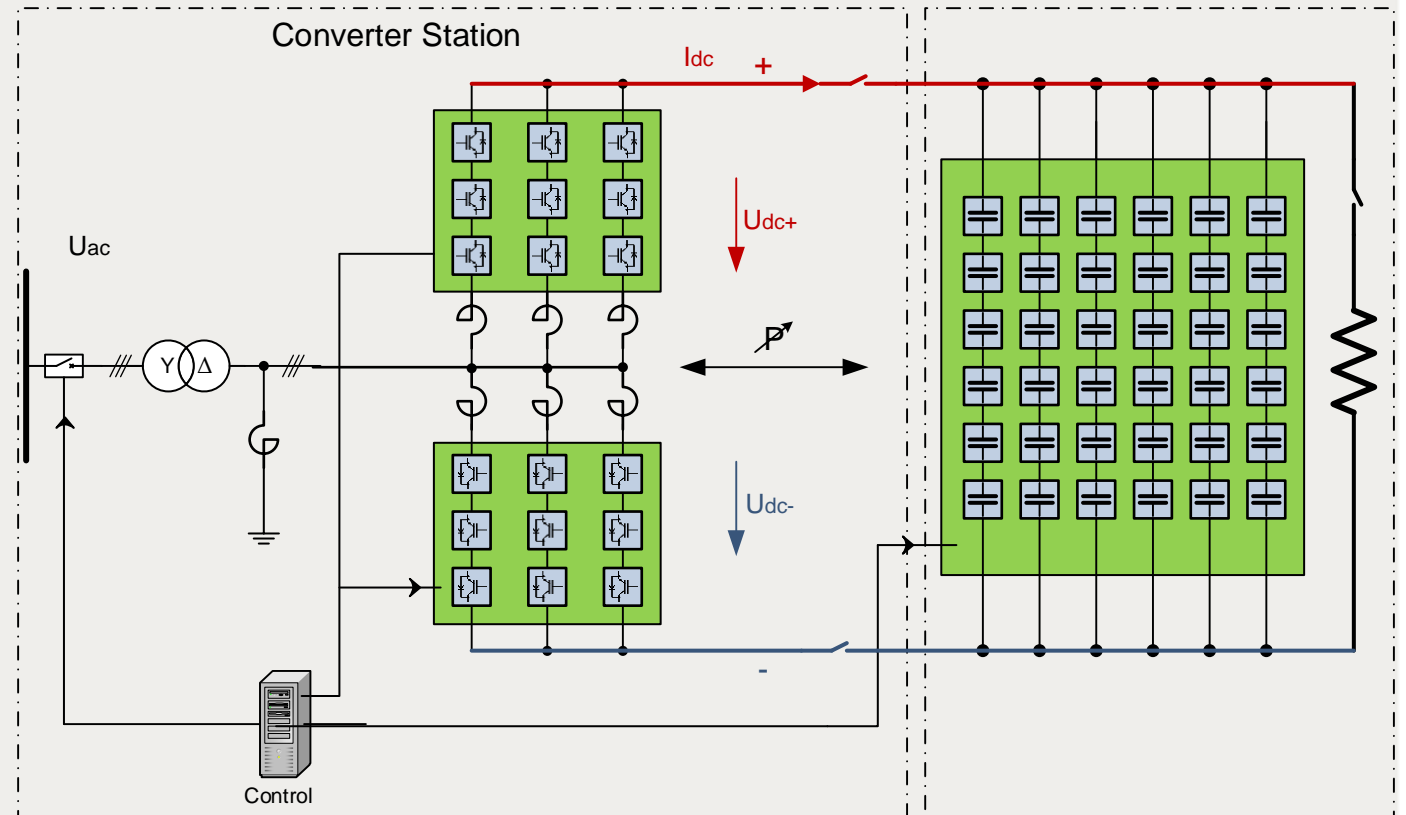 Converter Station
Idc
+
Uac
Udc+
P
Y Δ
Udc-
-
Control